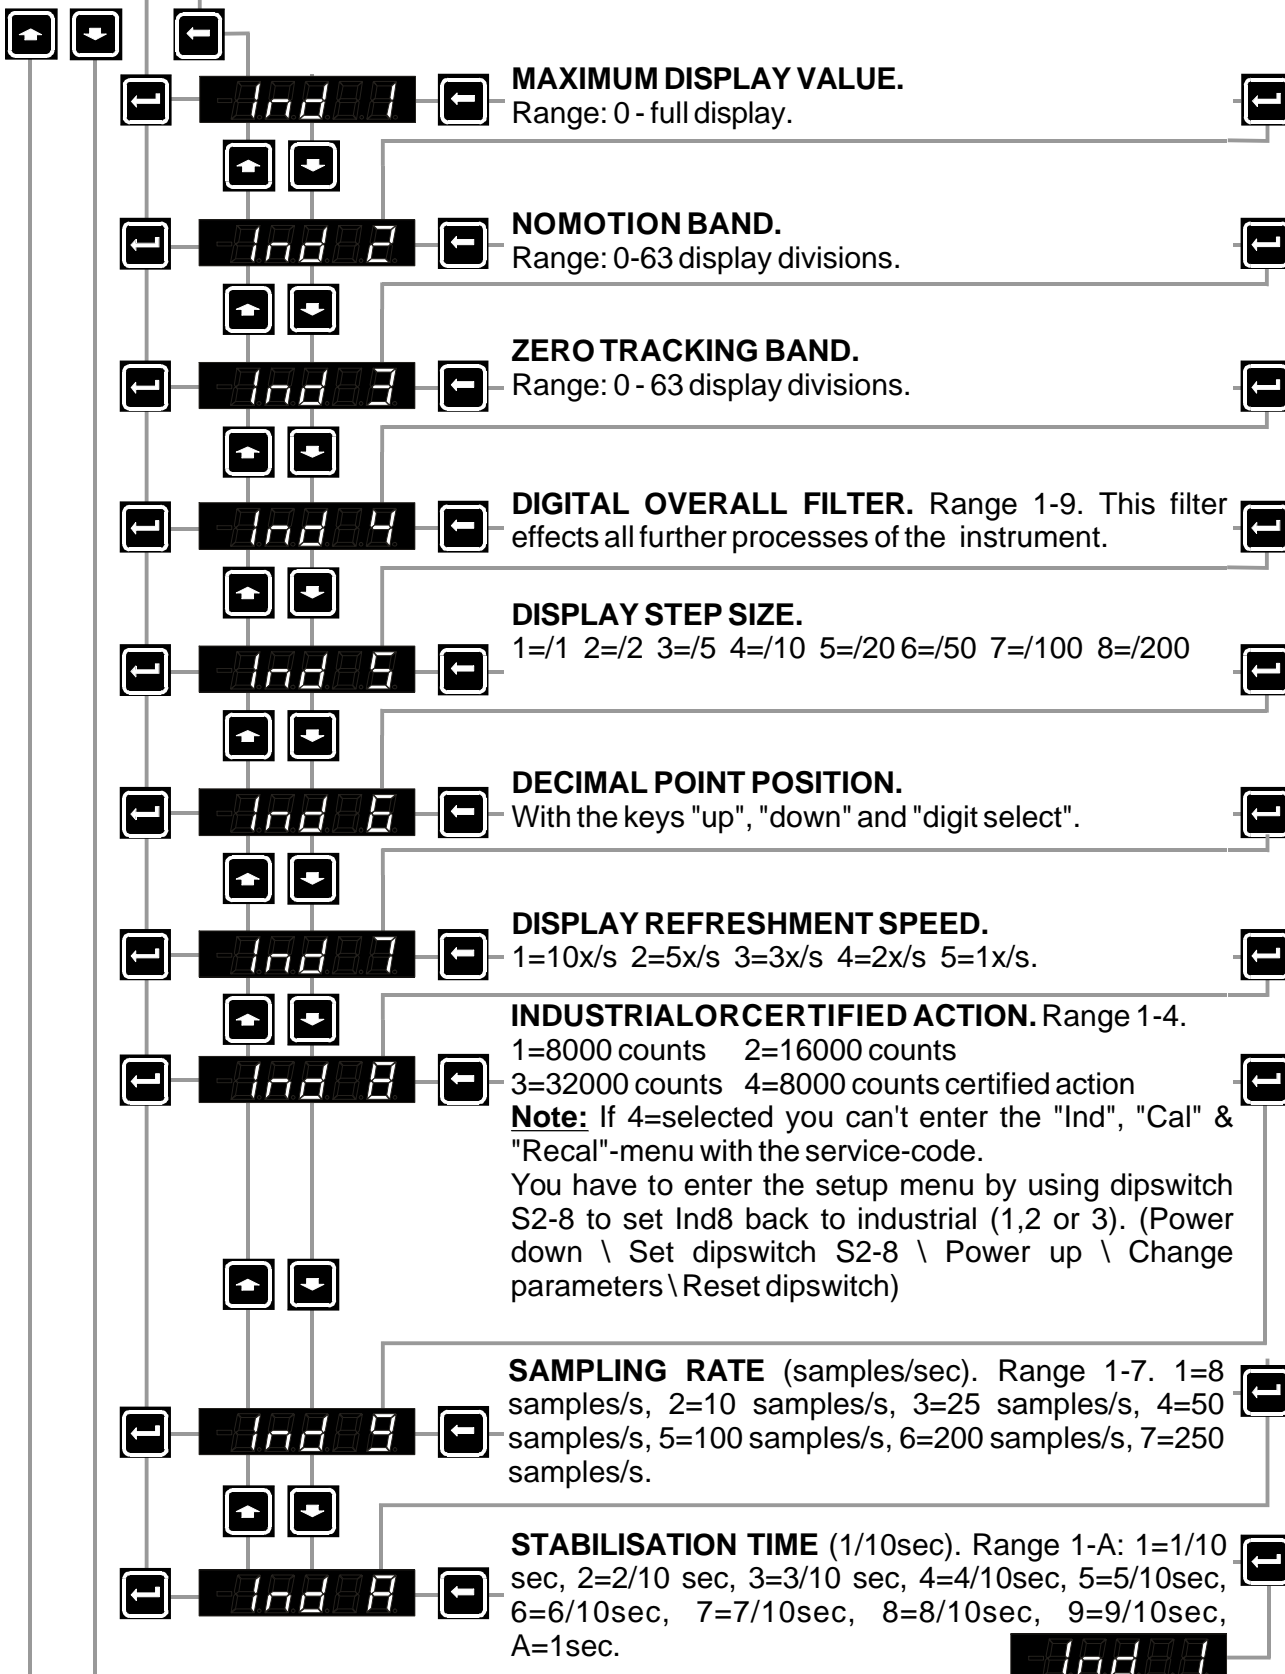 Ind 1
MAXIMUM DISPLAY VALUE.
Range: 0 - full display.
Ind 2
NOMOTION BAND.
Range: 0-63 display divisions.
Ind 3
ZERO TRACKING BAND.
Range: 0 - 63 display divisions.
Ind 4
DIGITAL OVERALL FILTER. Range 1-9. This filter
effects all further processes of the instrument.
Ind 5
DISPLAY STEP SIZE.
1=/1 2=/2 3=/5 4=/10 5=/20 6=/50 7=/100 8=/200
Ind 6
DECIMAL POINT POSITION.
With the keys "up", "down" and "digit select".
Ind 7
DISPLAY REFRESHMENT SPEED.
1=10x/s 2=5x/s 3=3x/s 4=2x/s 5=1x/s.
Ind 8
INDUSTRIAL OR CERTIFIED ACTION. Range 1-4.
1=8000 counts 2=16000 counts
3=32000 counts 4=8000 counts certified action
Note: If 4=selected you can't enter the "Ind", "Cal" &
"Recal"-menu with the service-code.
You have to enter the setup menu by using dipswitch
S2-8 to set Ind8 back to industrial (1,2 or 3). (Power
down \ Set dipswitch S2-8 \ Power up \ Change
parameters \ Reset dipswitch)
Ind 9
SAMPLING RATE (samples/sec). Range 1-7. 1=8
samples/s, 2=10 samples/s, 3=25 samples/s, 4=50
samples/s, 5=100 samples/s, 6=200 samples/s, 7=250
samples/s.
Ind A
STABILISATION TIME (1/10sec). Range 1-A: 1=1/10
sec, 2=2/10 sec, 3=3/10 sec, 4=4/10sec, 5=5/10sec,
6=6/10sec, 7=7/10sec, 8=8/10sec, 9=9/10sec,
A=1sec.
Ind 1